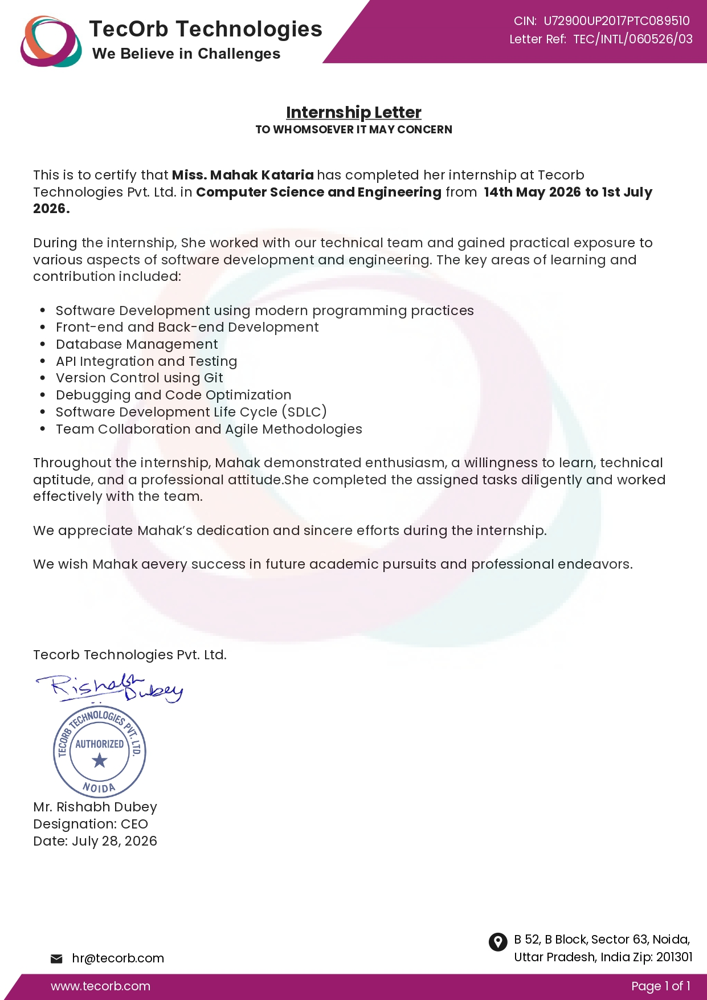 TecOrb Technologies
We Believe in Challenges
CIN: U72900UP2017PTC089510
Letter Ref: TEC/INTL/060526/03
Internship Letter
TO WHOMSOEVER IT MAY CONCERN
This is to certify that Miss. Mahak Kataria has completed her internship at Tecorb
Technologies Pvt. Ltd. in Computer Science and Engineering from 14th May 2026 to 1st July
2026.
During the internship, She worked with our technical team and gained practical exposure to
various aspects of software development and engineering. The key areas of learning and
contribution included:
• Software Development using modern programming practices
• Front-end and Back-end Development
• Database Management
• API Integration and Testing
• Version Control using Git
• Debugging and Code Optimization
• Software Development Life Cycle (SDLC)
• Team Collaboration and Agile Methodologies
Throughout the internship, Mahak demonstrated enthusiasm, a willingness to learn, technical
aptitude, and a professional attitude.She completed the assigned tasks diligently and worked
effectively with the team.
We appreciate Mahak’s dedication and sincere efforts during the internship.
We wish Mahak aevery success in future academic pursuits and professional endeavors.
Tecorb Technologies Pvt. Ltd.
Rishabh
Dubey
TECORB TECHNOLOGIES PVT. LTD.
AUTHORIZED
NOIDA
Mr. Rishabh Dubey
Designation: CEO
Date: July 28, 2026
B 52, B Block, Sector 63, Noida,
Uttar Pradesh, India Zip: 201301
hr@tecorb.com
www.tecorb.com
Page 1 of 1